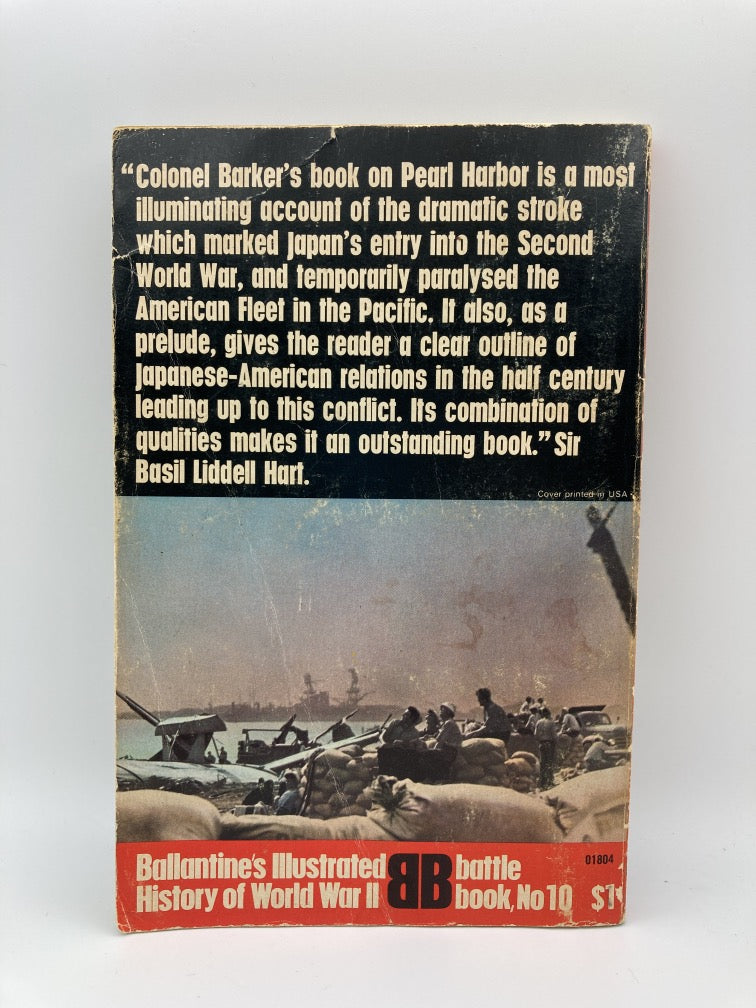 “Colonel Barker’s book on Pearl Harbor is a most
illuminating account of the dramatic stroke
which marked Japan’s entry into the Second
World War, and temporarily paralysed the
American Fleet in the Pacific. It also, as a
prelude, gives the reader a clear outline of
Japanese-American relations in the half century
leading up to this conflict. Its combination of
qualities makes it an outstanding book.” Sir
Basil Liddell Hart.
Cover printed in USA
01804
Ballantine’s Illustrated BB battle
History of World War II book, No 10 $1